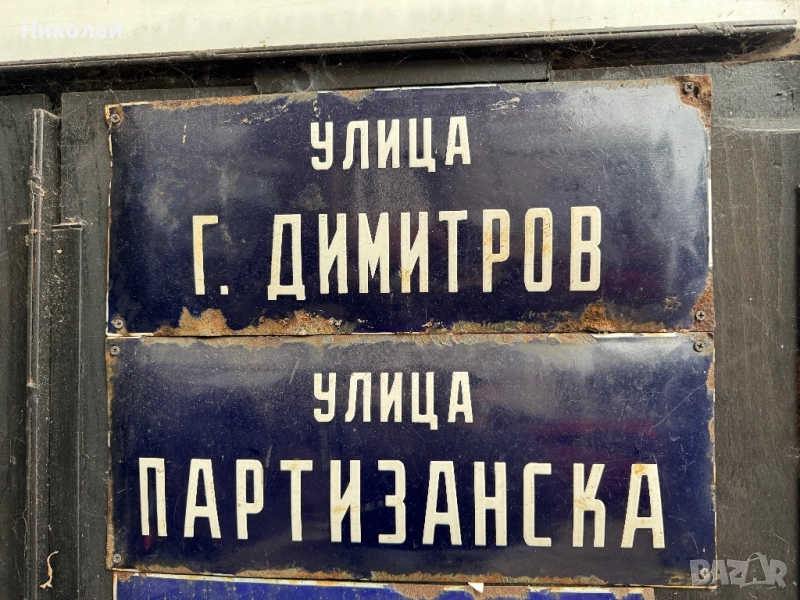 Николай
УЛИЦА
Г. ДИМИТРОВ
УЛИЦА
ПАРТИЗАНСКА
BAZAR